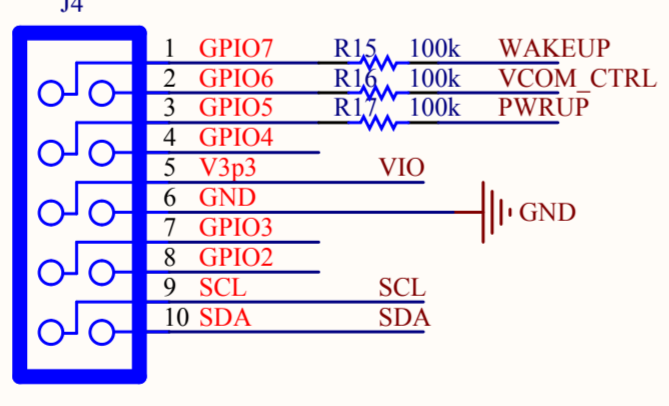 J4
1 GPIO7 R15 100k WAKEUP
2 GPIO6 R16 100k VCOM_CTRL
3 GPIO5 R17 100k PWRUP
4 GPIO4
5 V3p3 VIO
6 GND GND
7 GPIO3
8 GPIO2
9 SCL SCL
10 SDA SDA